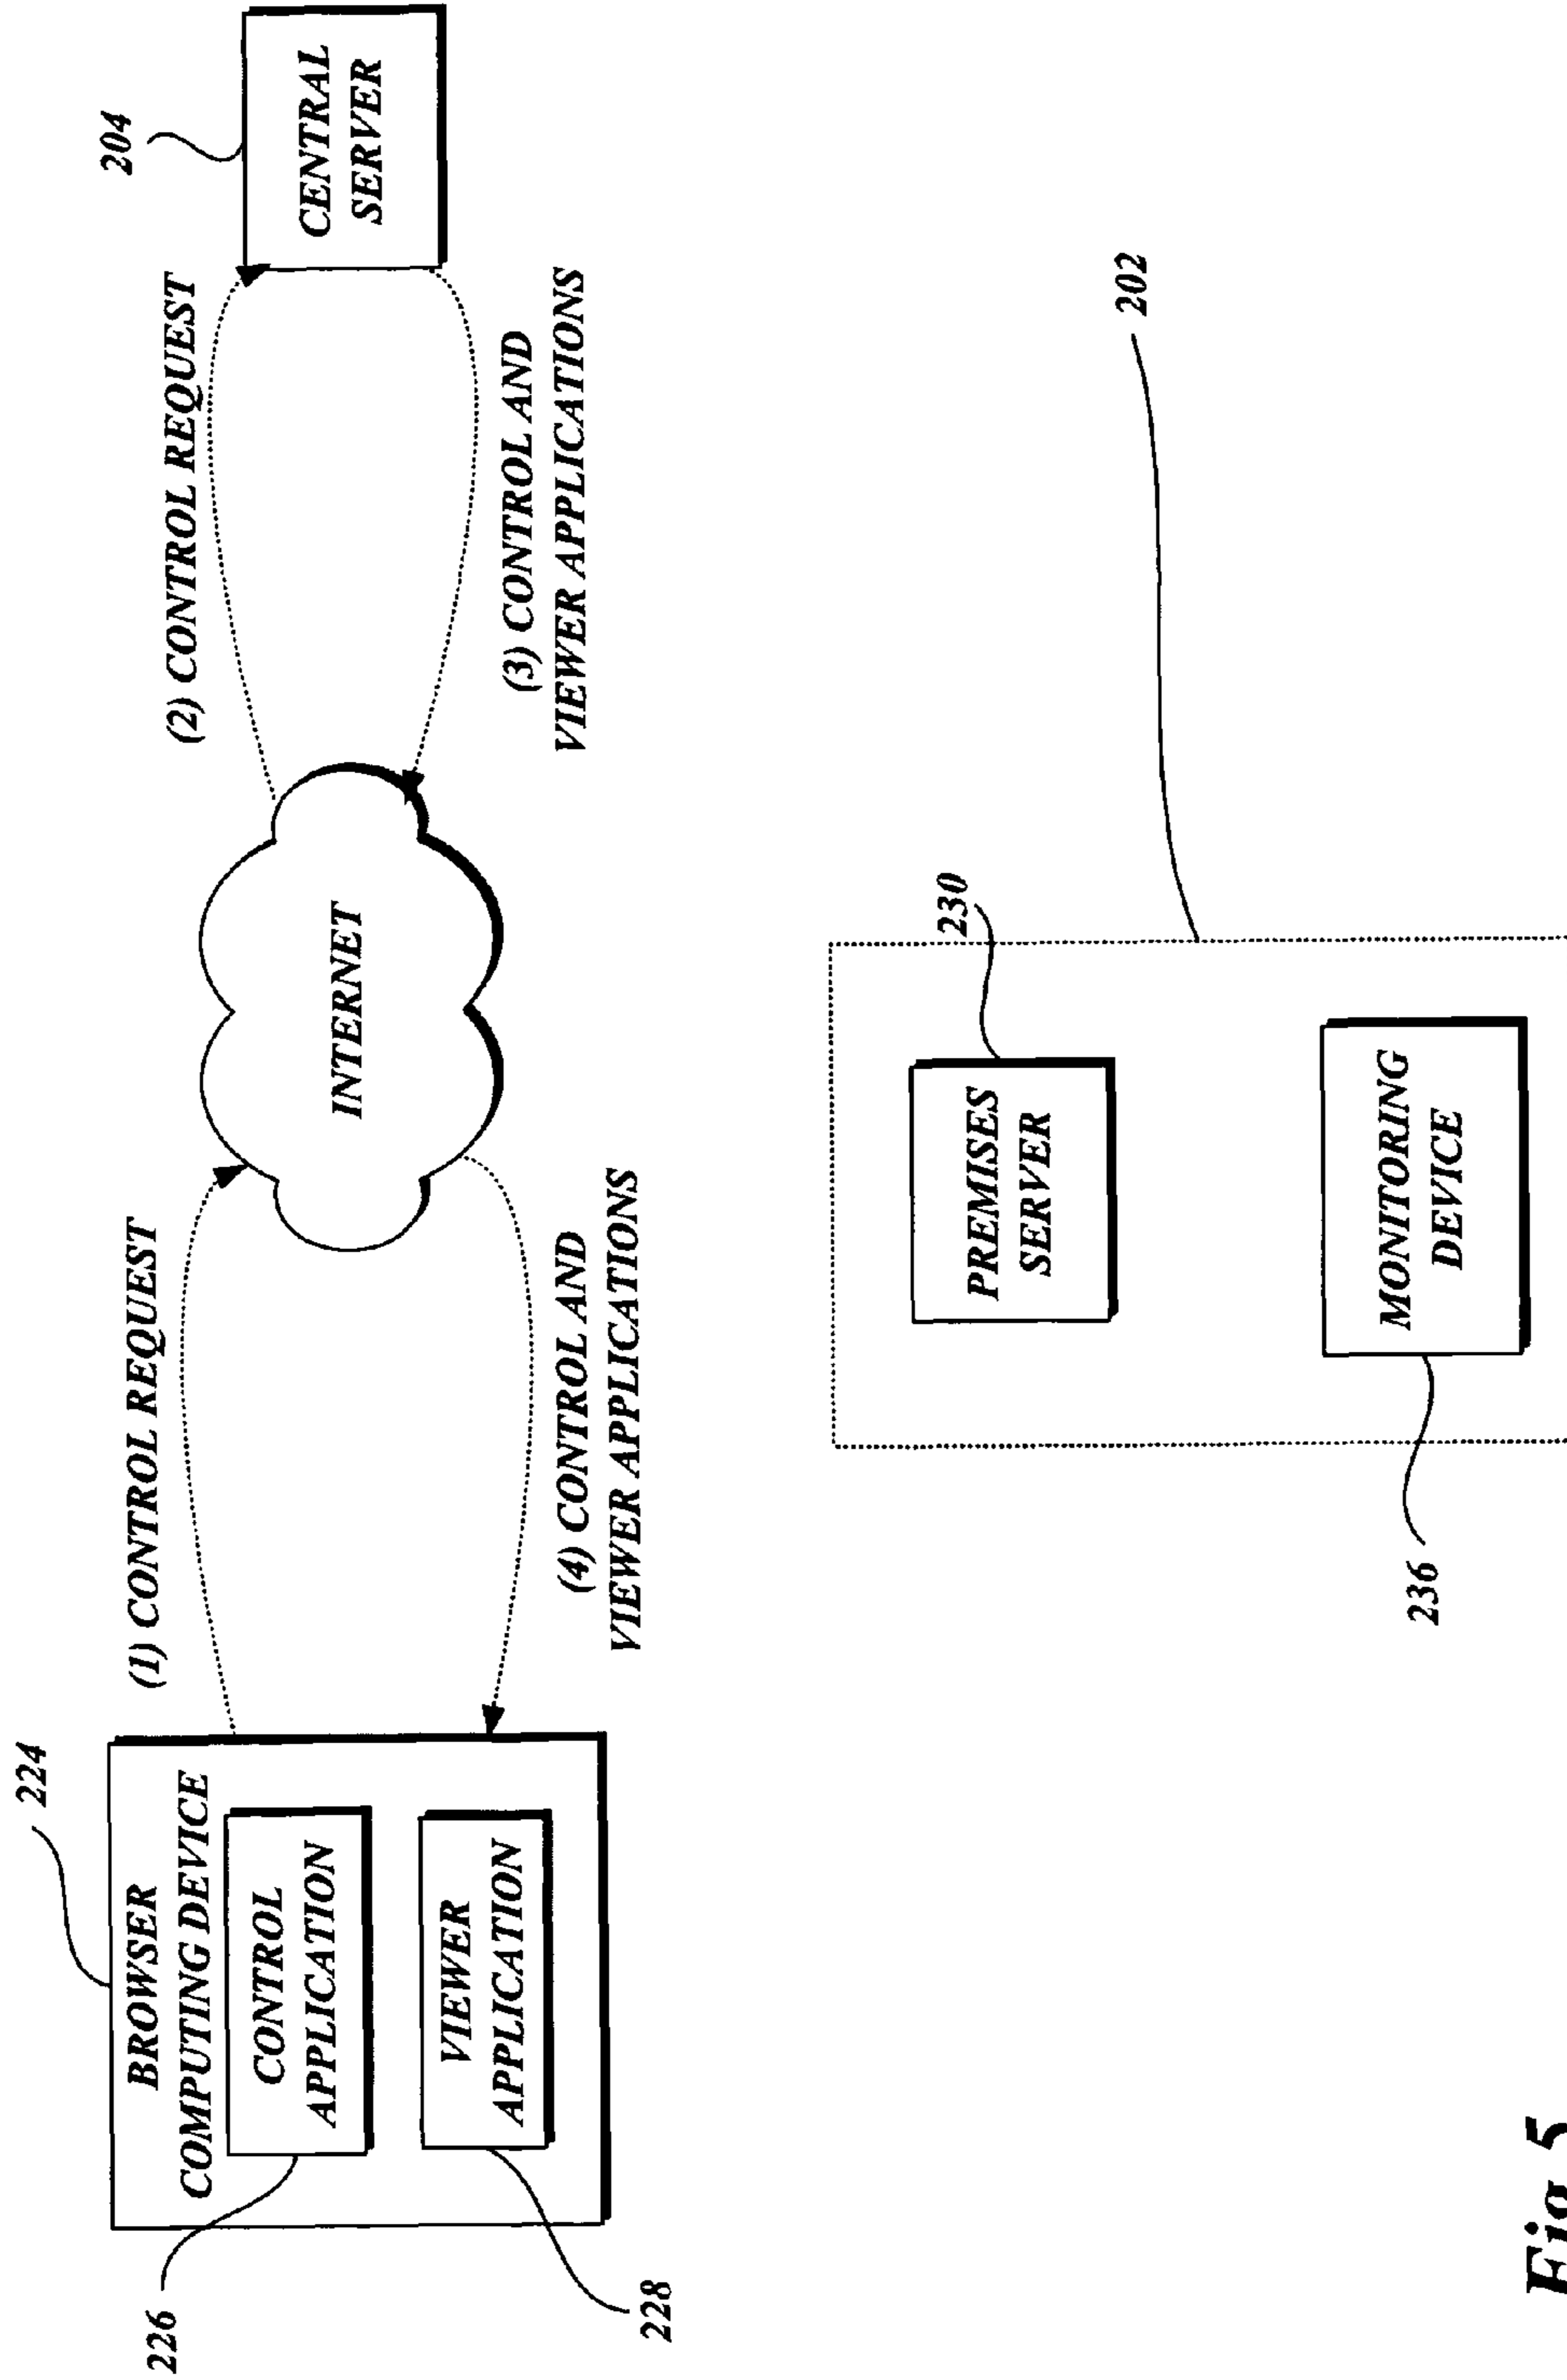 224
BROWSER
COMPUTING DEVICE
CONTROL
APPLICATION
VIEWER
APPLICATION
226
228
(1) CONTROL REQUEST
(4) CONTROL AND
VIEWER APPLICATIONS
INTERNET
(2) CONTROL REQUEST
(3) CONTROL AND
VIEWER APPLICATIONS
204
CENTRAL
SERVER
202
230
PREMISES
SERVER
MONITORING
DEVICE
236
Fig. 5